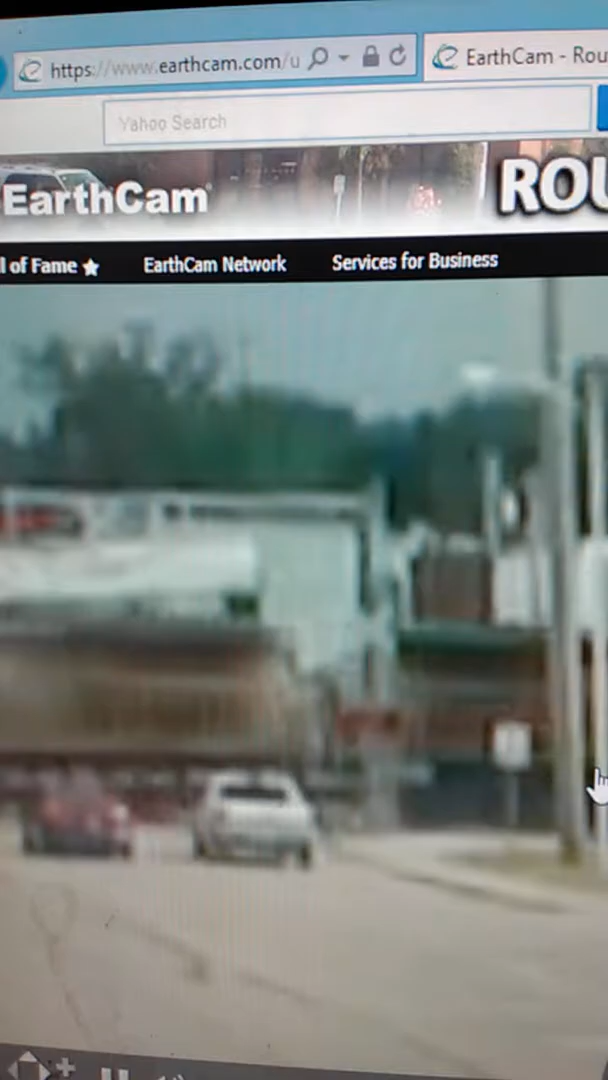 https://www.earthcam.com/u
EarthCam - Rou
Yahoo Search
EarthCam
ROU
l of Fame
EarthCam Network
Services for Business